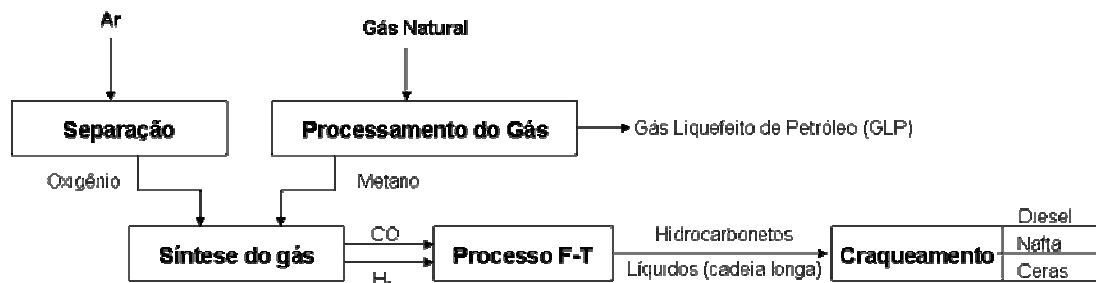 Ar
Gás Natural
Separação
Processamento do Gás
Gás Liquefeito de Petróleo (GLP)
Oxigênio
Metano
Síntese do gás
CO
H
Processo F-T
Hidrocarbonetos
Líquidos (cadeia longa)
Craqueamento
Diesel
Nafta
Ceras